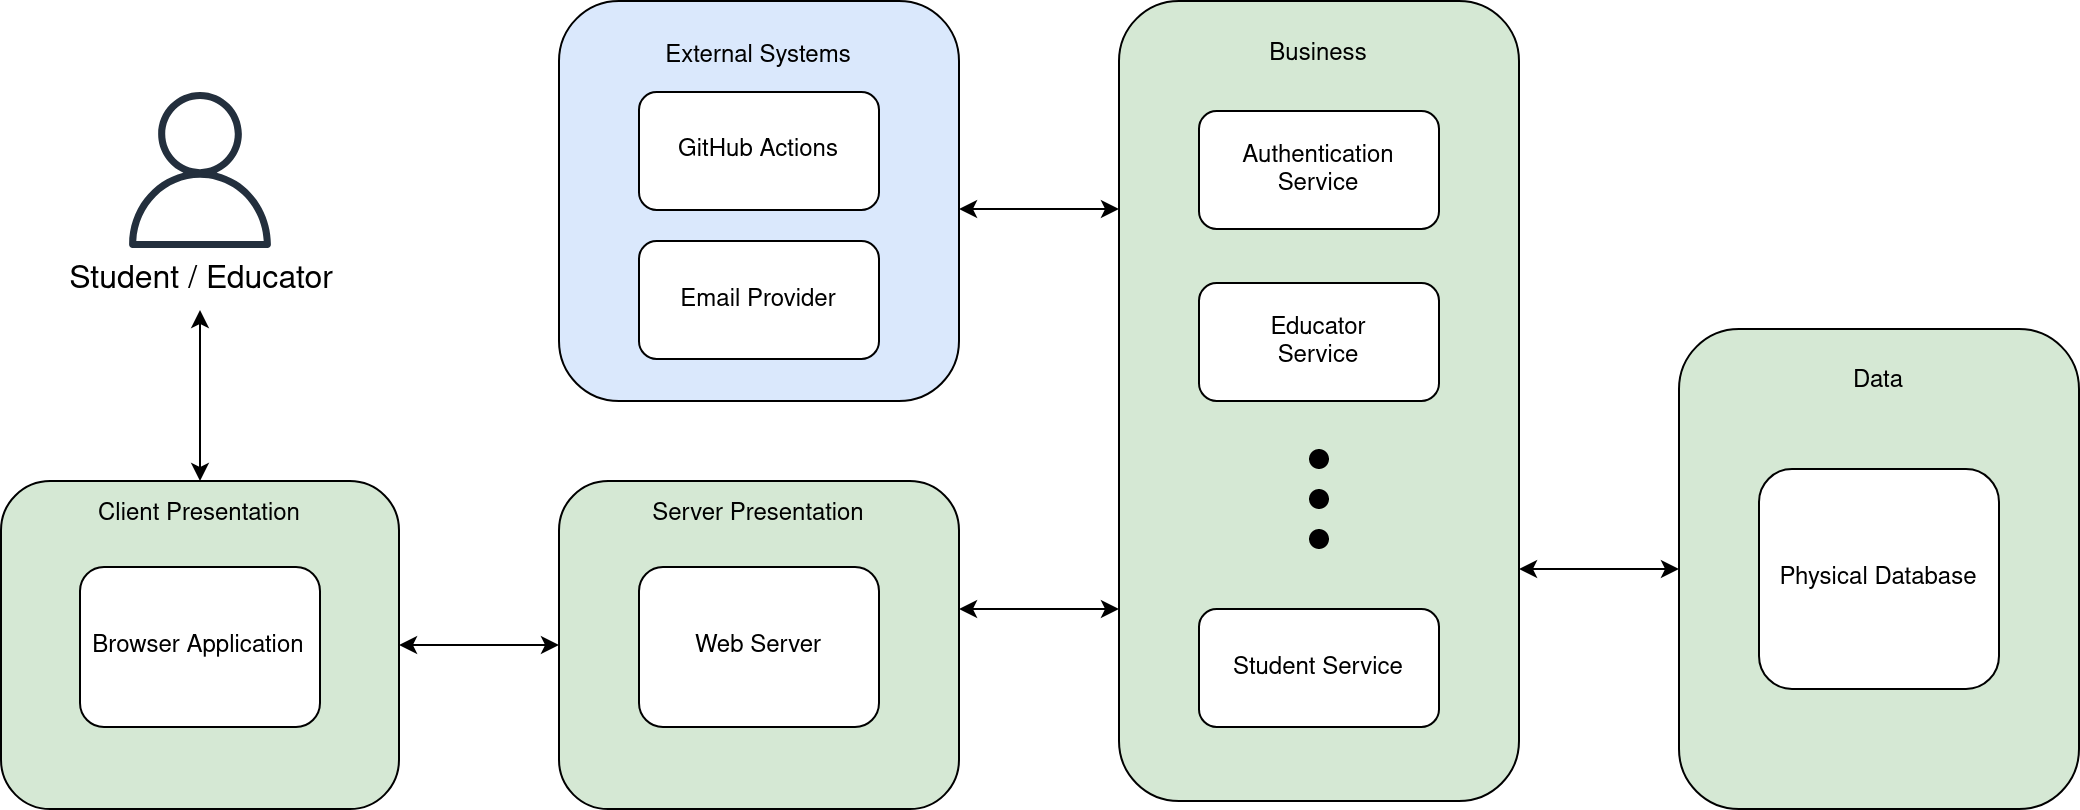 Student / Educator
External Systems
GitHub Actions
Email Provider
Business
Authentication
Service
Educator
Service
Student Service
Client Presentation
Browser Application
Server Presentation
Web Server
Data
Physical Database